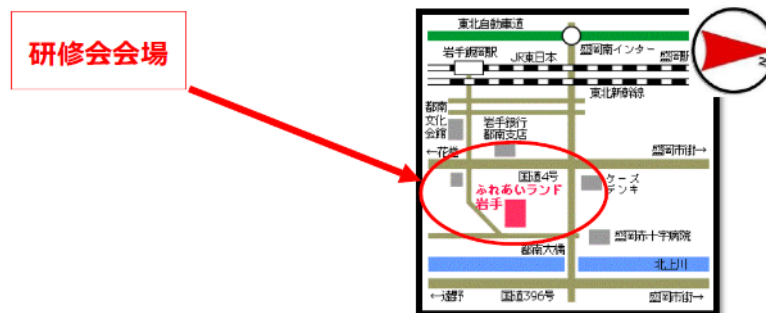 研修会会場
東北自動車道
盛岡南インター
岩手飯岡駅
JR東日本
盛岡駅
N
東北新幹線
都南
文化
会館
岩手銀行
都南支店
←花巻
盛岡市街→
国道4号
ケーズ
デンキ
ふれあいランド
岩手
盛岡赤十字病院
都南大橋
北上川
←遠野
国道396号
盛岡市街→